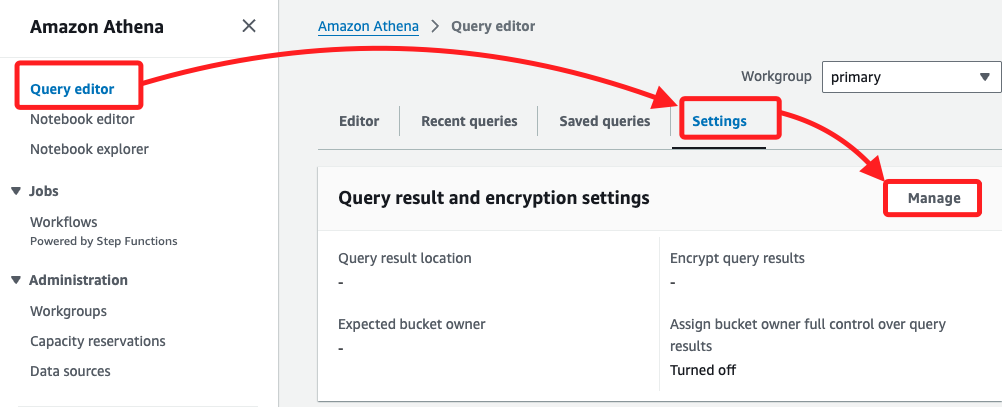 Amazon Athena
Query editor
Notebook editor
Notebook explorer
Jobs
Workflows
Powered by Step Functions
Administration
Workgroups
Capacity reservations
Data sources
Amazon Athena > Query editor
Workgroup primary
Editor Recent queries Saved queries Settings
Query result and encryption settings Manage
Query result location
-
Encrypt query results
-
Expected bucket owner
-
Assign bucket owner full control over query
results
Turned off